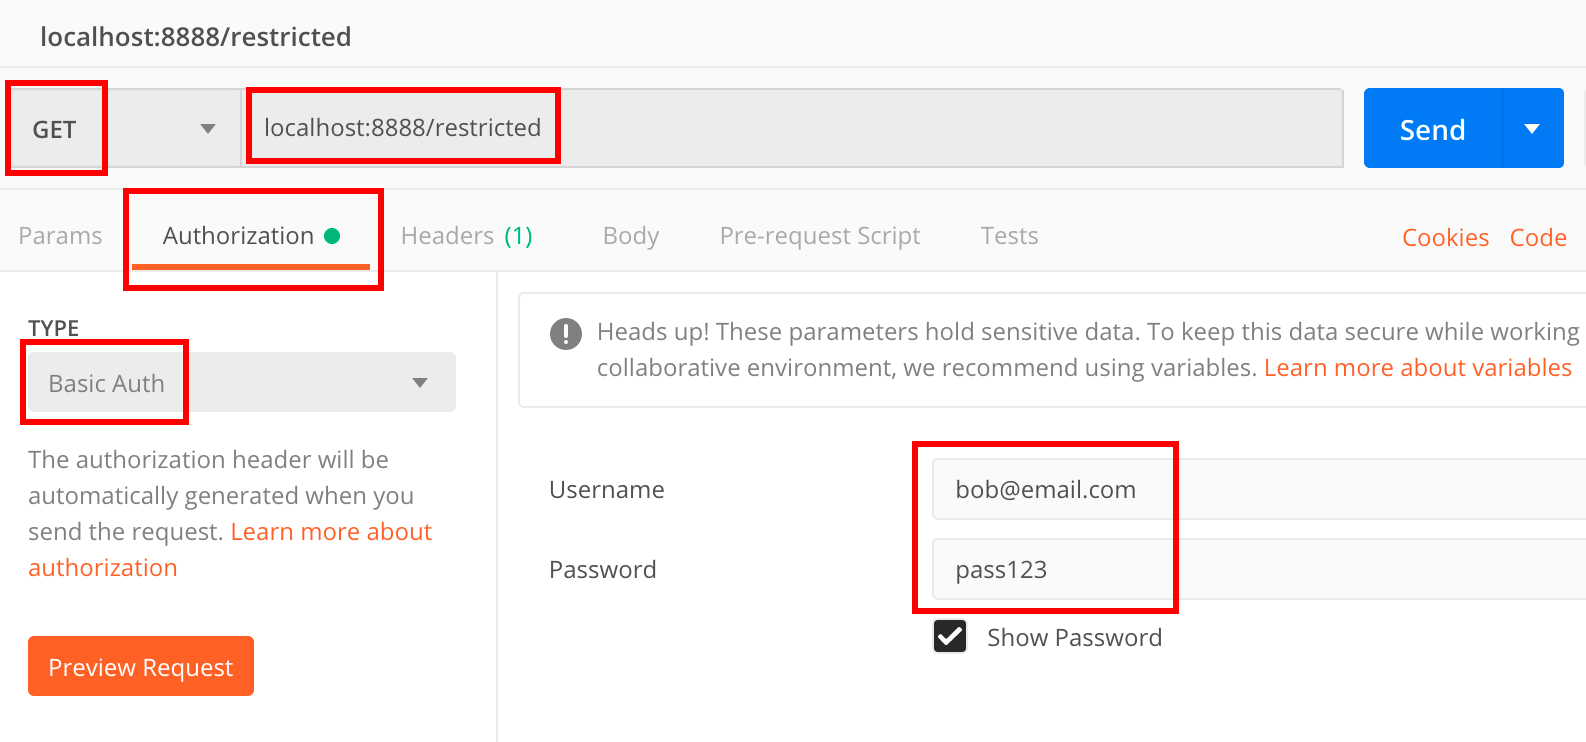 localhost:8888/restricted
GET
localhost:8888/restricted
Send
Params Authorization Headers (1) Body Pre-request Script Tests Cookies Code
TYPE
Basic Auth
The authorization header will be
automatically generated when you
send the request. Learn more about
authorization
Preview Request
Heads up! These parameters hold sensitive data. To keep this data secure while working
collaborative environment, we recommend using variables. Learn more about variables
Username bob@email.com
Password pass123
Show Password